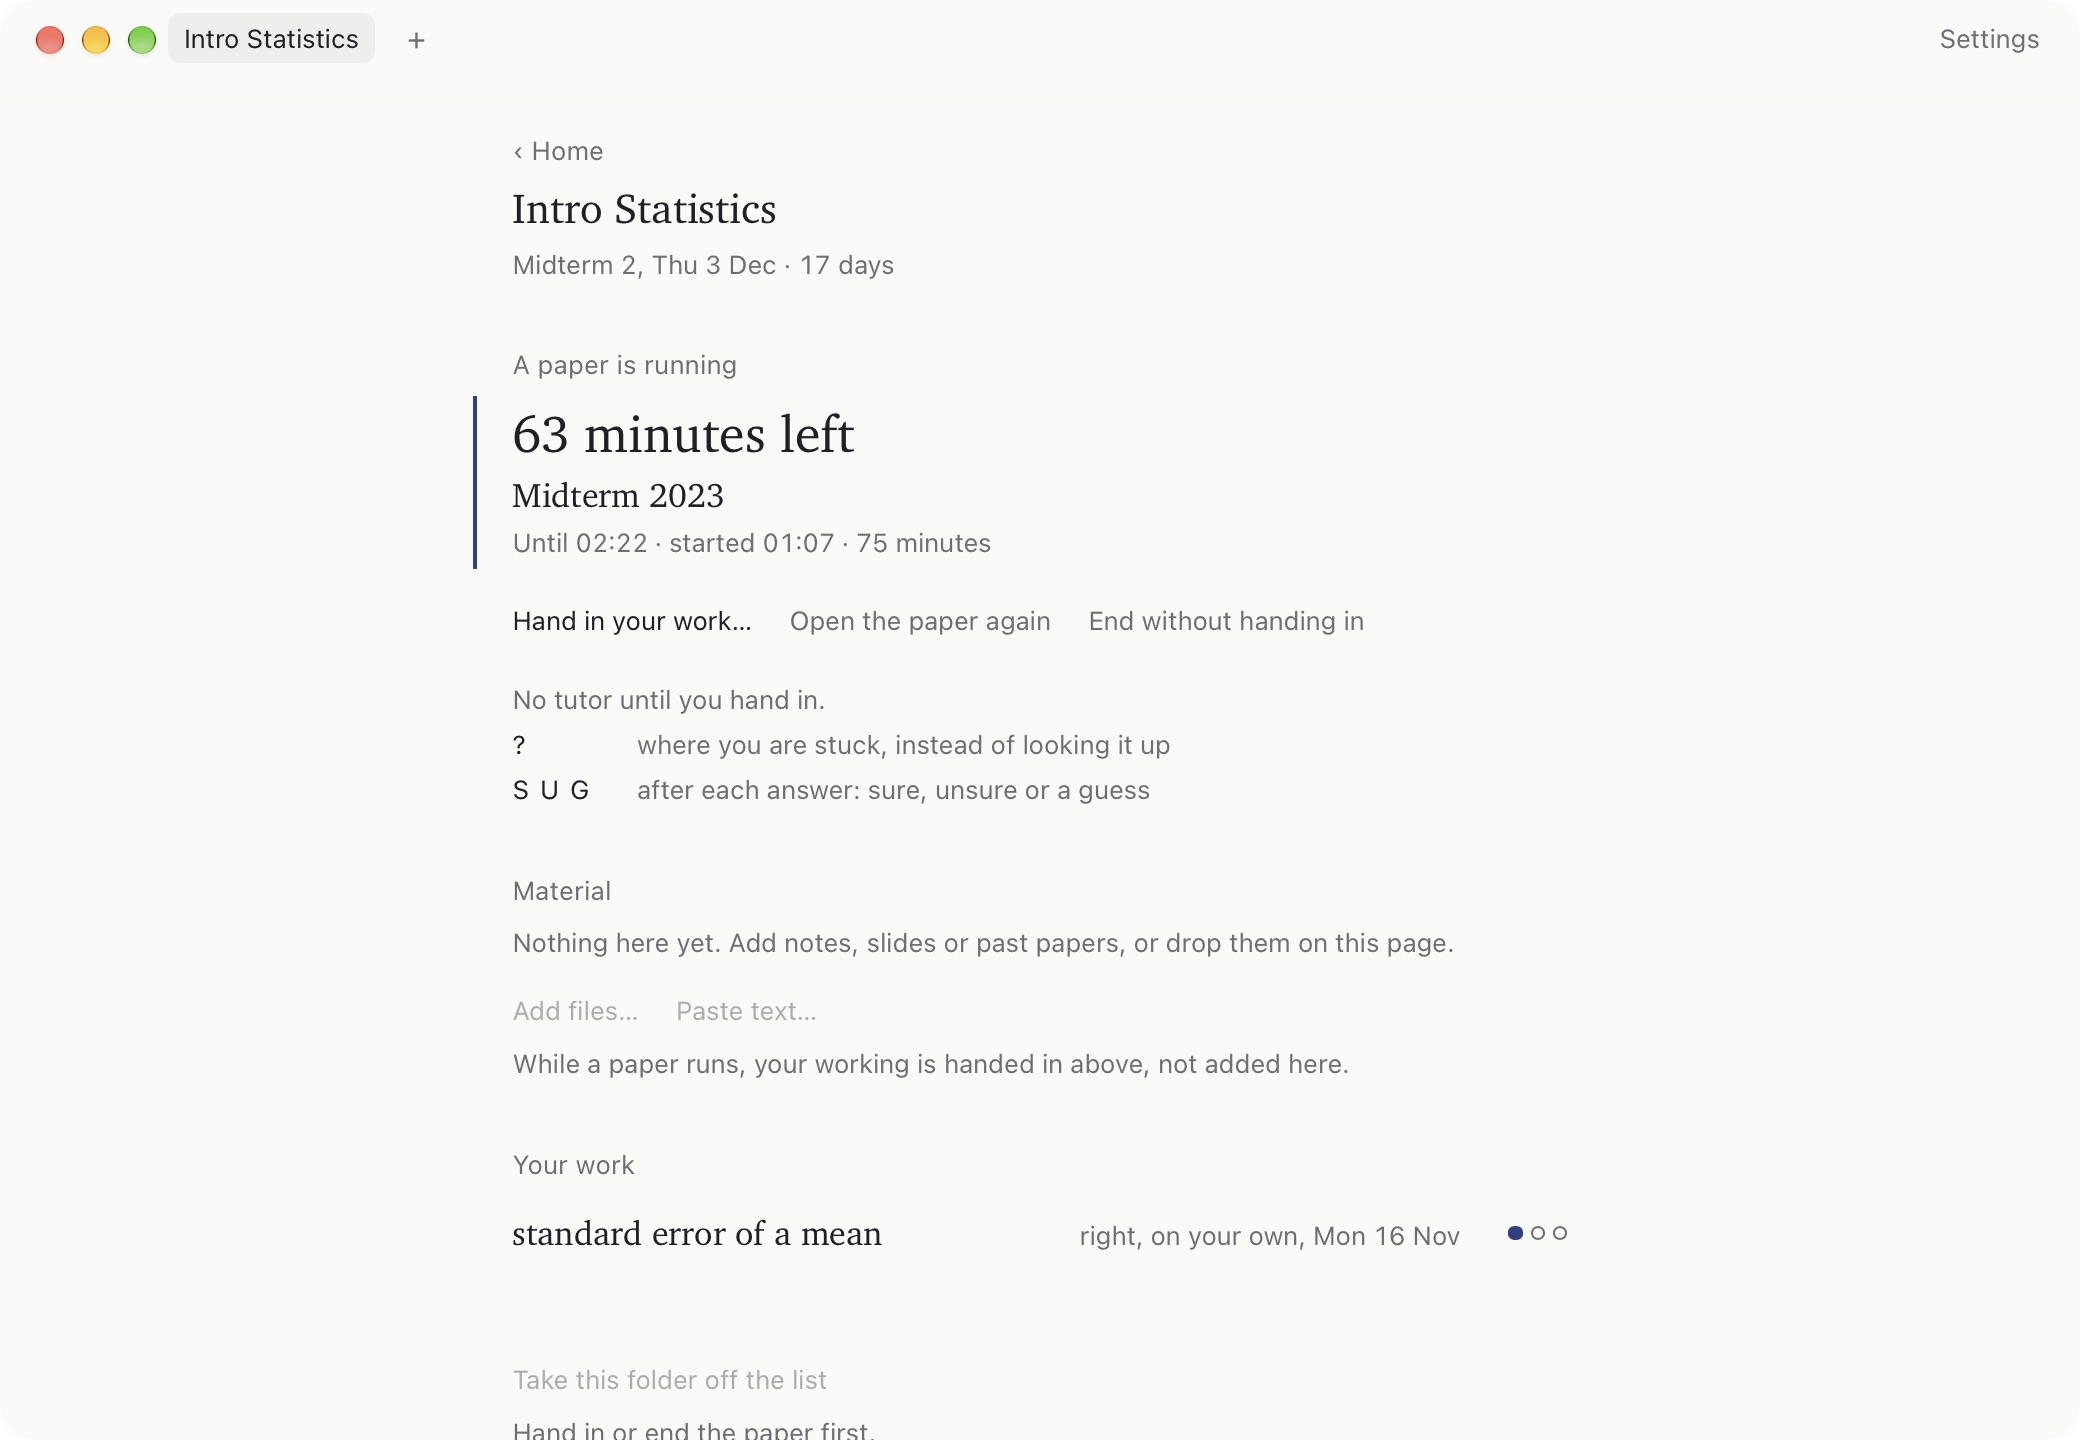 Intro Statistics + Settings
‹ Home
Intro Statistics
Midterm 2, Thu 3 Dec · 17 days
A paper is running
63 minutes left
Midterm 2023
Until 02:22 · started 01:07 · 75 minutes
Hand in your work... Open the paper again End without handing in
No tutor until you hand in.
? where you are stuck, instead of looking it up
S U G after each answer: sure, unsure or a guess
Material
Nothing here yet. Add notes, slides or past papers, or drop them on this page.
Add files... Paste text...
While a paper runs, your working is handed in above, not added here.
Your work
standard error of a mean right, on your own, Mon 16 Nov
Take this folder off the list
Hand in or end the paper first.